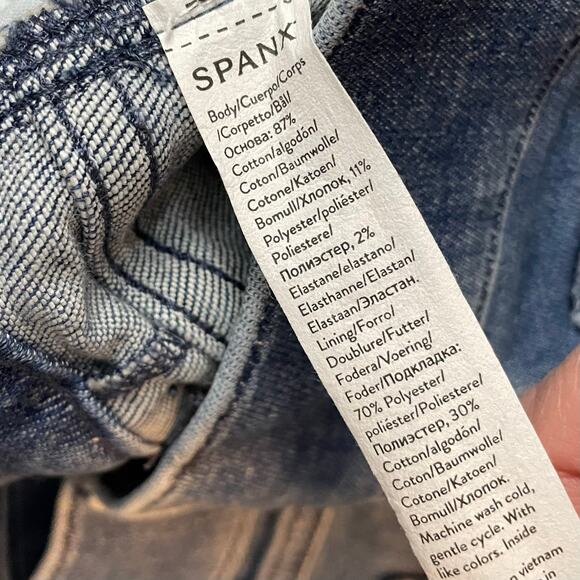 SPANX
Body/Cuerpo/Corps
/Corpetto/Bål/
Основа: 87%
Cotton/algodón/
Coton/Baumwolle/
Cotone/Katoen/
Bomull/Хлопок, 11%
Polyester/poliéster/
Poliestere/
Полиэстер, 2%
Elastane/elastano/
Elasthanne/Elastan/
Elastaan/Эластан.
Lining/Forro/
Doublure/Futter/
Fodera/Voering/
Foder/Подкладка:
70% Polyester/
poliéster/Poliestere/
Полиэстер, 30%
Cotton/algodón/
Coton/Baumwolle/
Cotone/Katoen/
Bomull/Хлопок.
Machine wash cold,
gentle cycle. With
like colors. Inside
vietnam
in